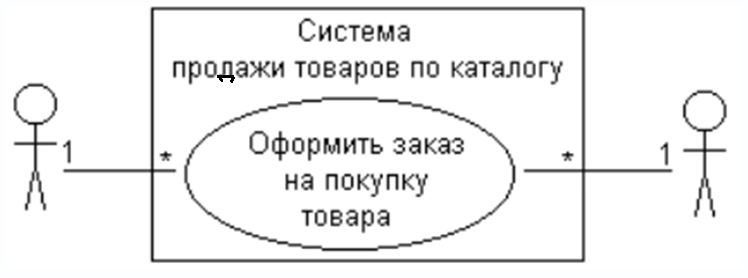 Система
продажи товаров по каталогу
Оформить заказ
1 * * 1
на покупку
товара